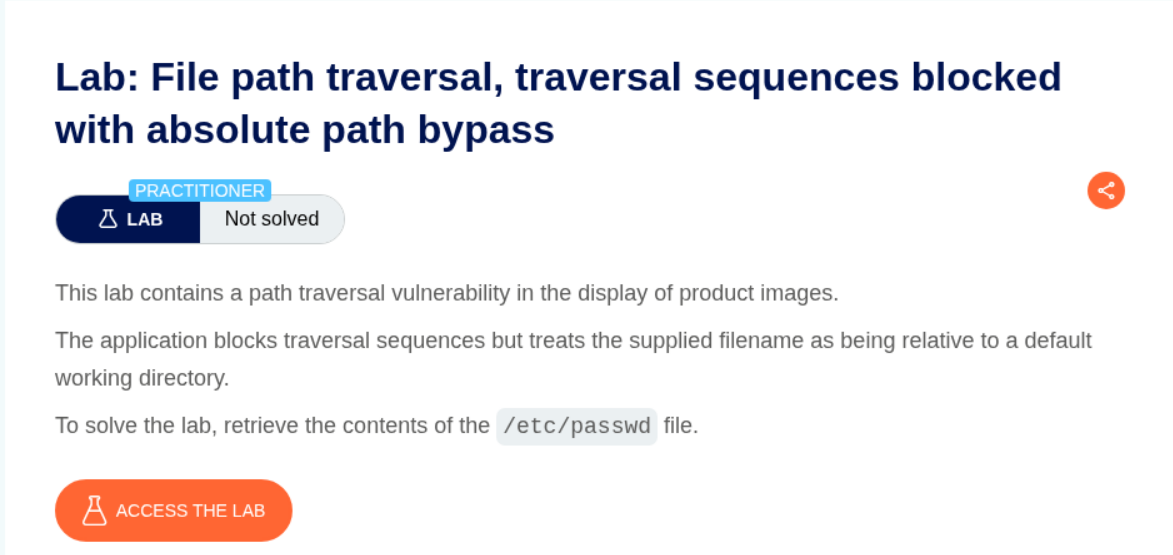 Lab: File path traversal, traversal sequences blocked
with absolute path bypass
PRACTITIONER
LAB
Not solved
This lab contains a path traversal vulnerability in the display of product images.
The application blocks traversal sequences but treats the supplied filename as being relative to a default
working directory.
To solve the lab, retrieve the contents of the /etc/passwd file.
ACCESS THE LAB